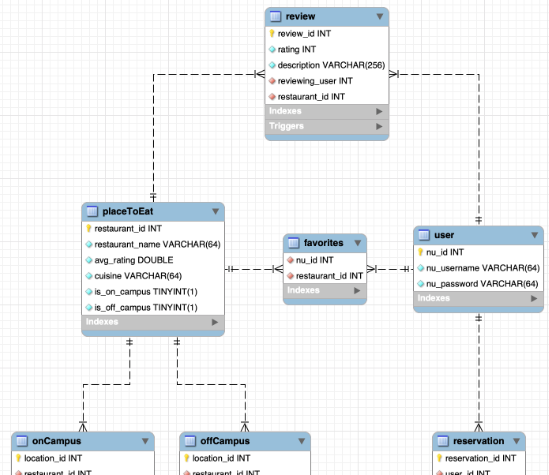 review
review_id INT
rating INT
description VARCHAR(256)
reviewing_user INT
restaurant_id INT
Indexes
Triggers
placeToEat
restaurant_id INT
restaurant_name VARCHAR(64)
avg_rating DOUBLE
cuisine VARCHAR(64)
is_on_campus TINYINT(1)
is_off_campus TINYINT(1)
Indexes
favorites
nu_id INT
restaurant_id INT
Indexes
user
nu_id INT
nu_username VARCHAR(64)
nu_password VARCHAR(64)
Indexes
onCampus
location_id INT
restaurant_id INT
offCampus
location_id INT
restaurant_id INT
reservation
reservation_id INT
user_id INT